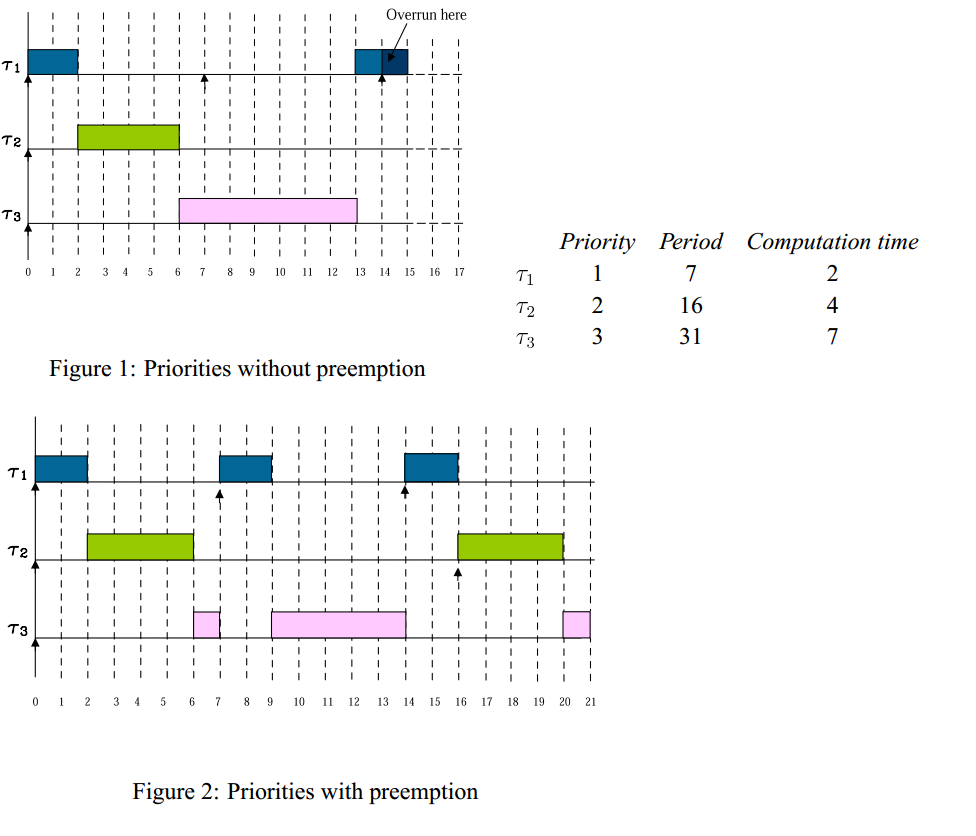 Overrun here
τ1
τ2
τ3
0 1 2 3 4 5 6 7 8 9 10 11 12 13 14 15 16 17
Figure 1: Priorities without preemption
Priority Period Computation time
τ1 1 7 2
τ2 2 16 4
τ3 3 31 7
τ1
τ2
τ3
0 1 2 3 4 5 6 7 8 9 10 11 12 13 14 15 16 17 18 19 20 21
Figure 2: Priorities with preemption